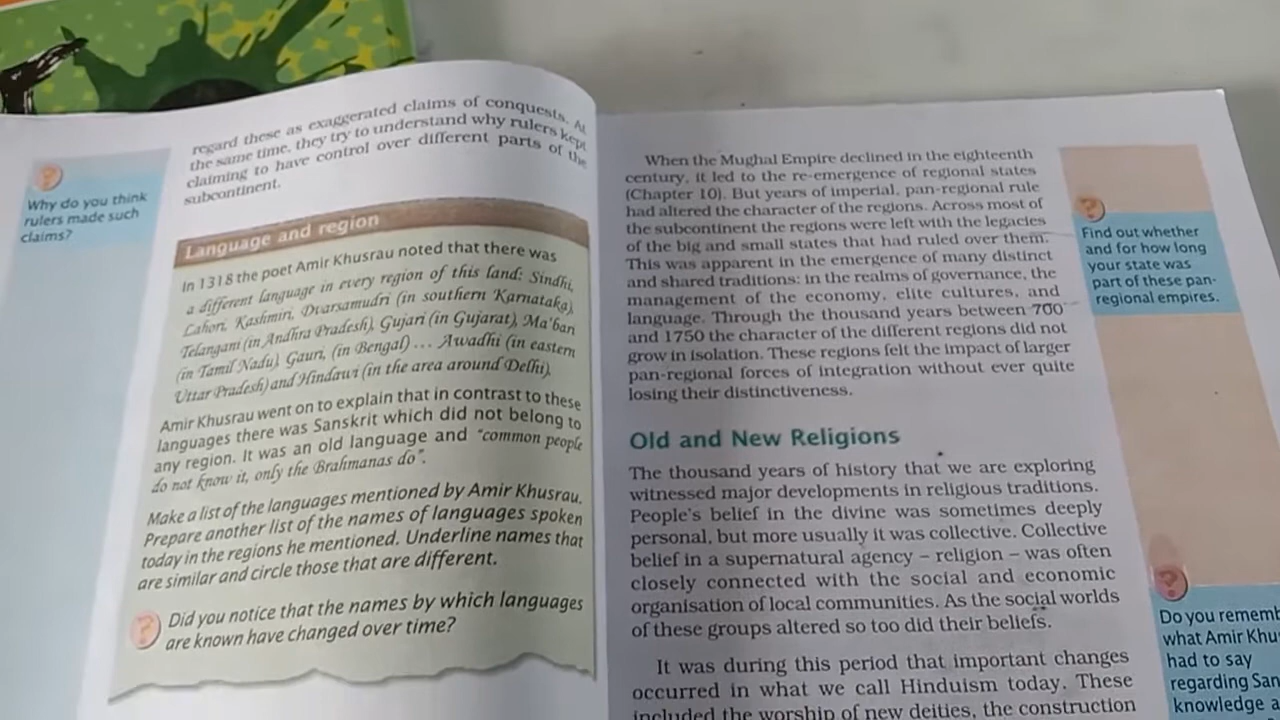 regard these as exaggerated claims of conquests. At
the same time, they try to understand why rulers kept
claiming to have control over different parts of the
subcontinent.
Why do you think
rulers made such
claims?
Language and region
In 1318 the poet Amir Khusrau noted that there was
a different language in every region of this land: Sindhi,
Lahori, Kashmiri, Dvarsamudri (in southern Karnataka),
Telangani (in Andhra Pradesh), Gujari (in Gujarat), Ma'bari
(in Tamil Nadu), Gauri, (in Bengal) ... Awadhi (in eastern
Uttar Pradesh) and Hindawi (in the area around Delhi).
Amir Khusrau went on to explain that in contrast to these
languages there was Sanskrit which did not belong to
any region. It was an old language and "common people
do not know it, only the Brahmanas do".
Make a list of the languages mentioned by Amir Khusrau.
Prepare another list of the names of languages spoken
today in the regions he mentioned. Underline names that
are similar and circle those that are different.
? Did you notice that the names by which languages
are known have changed over time?
When the Mughal Empire declined in the eighteenth
century, it led to the re-emergence of regional states
(Chapter 10). But years of imperial, pan-regional rule
had altered the character of the regions. Across most of
the subcontinent the regions were left with the legacies
of the big and small states that had ruled over them.
This was apparent in the emergence of many distinct
and shared traditions: in the realms of governance, the
management of the economy, elite cultures, and
language. Through the thousand years between 700
and 1750 the character of the different regions did not
grow in isolation. These regions felt the impact of larger
pan-regional forces of integration without ever quite
losing their distinctiveness.
?
Find out whether
and for how long
your state was
part of these pan-
regional empires.
Old and New Religions
The thousand years of history that we are exploring
witnessed major developments in religious traditions.
People's belief in the divine was sometimes deeply
personal, but more usually it was collective. Collective
belief in a supernatural agency – religion – was often
closely connected with the social and economic
organisation of local communities. As the social worlds
of these groups altered so too did their beliefs.
It was during this period that important changes
occurred in what we call Hinduism today. These
included the worship of new deities, the construction
?
Do you rememb
what Amir Khus
had to say
regarding San
knowledge a